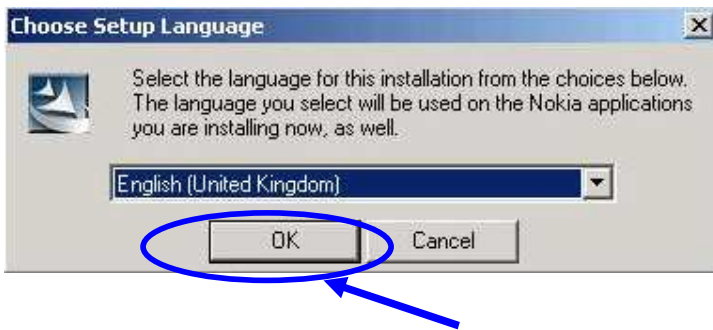 Choose Setup Language
Select the language for this installation from the choices below.
The language you select will be used on the Nokia applications
you are installing now, as well.
English (United Kingdom)
OK Cancel